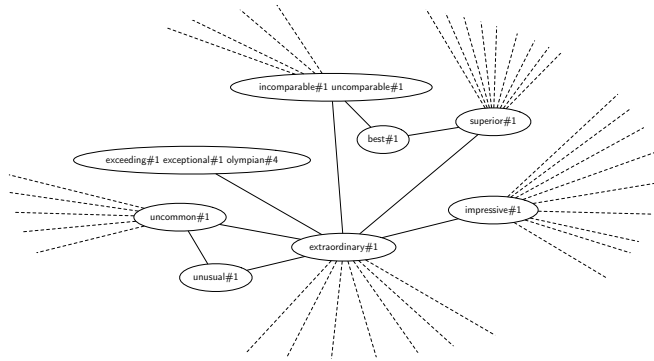 incomparable#1 uncomparable#1
superior#1
best#1
exceeding#1 exceptional#1 olympian#4
uncommon#1
impressive#1
extraordinary#1
unusual#1